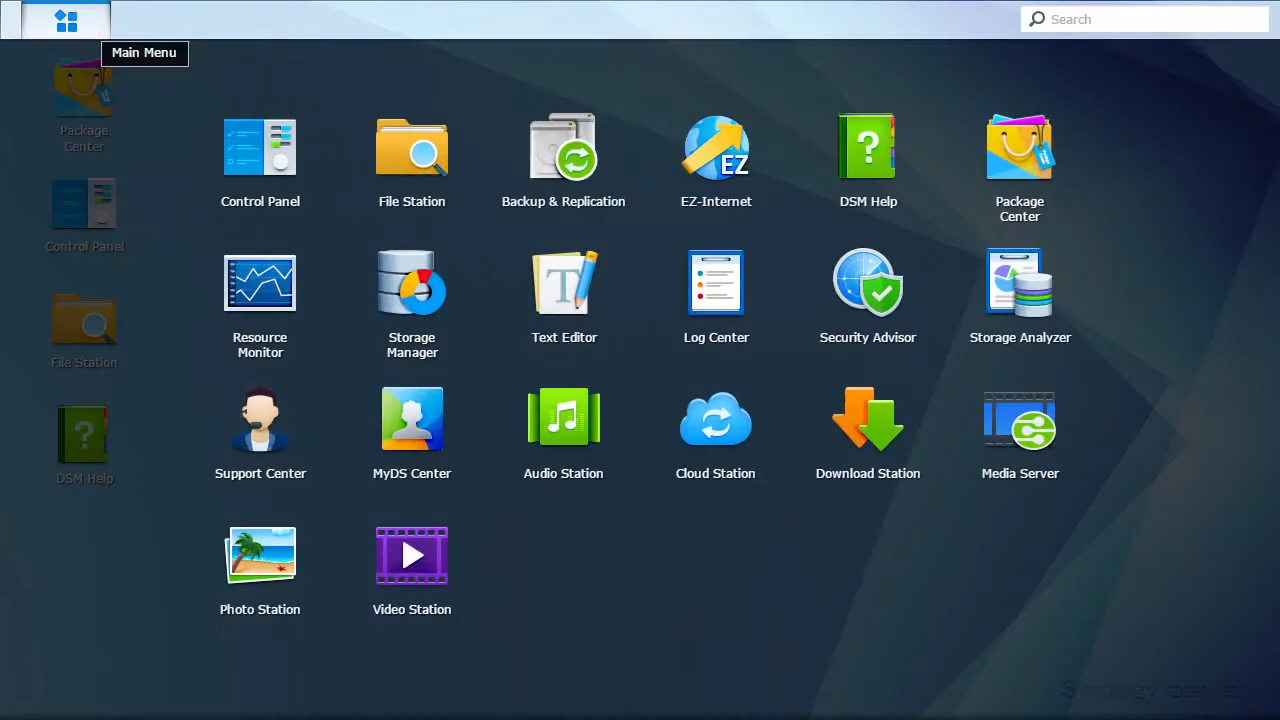 Search
Main Menu
Package
Center
Control Panel
File Station
DSM Help
Control Panel
File Station
Backup & Replication
EZ
EZ-Internet
?
DSM Help
Package
Center
Resource
Monitor
Storage
Manager
T
Text Editor
Log Center
Security Advisor
Storage Analyzer
Support Center
MyDS Center
Audio Station
Cloud Station
Download Station
Media Server
Photo Station
Video Station